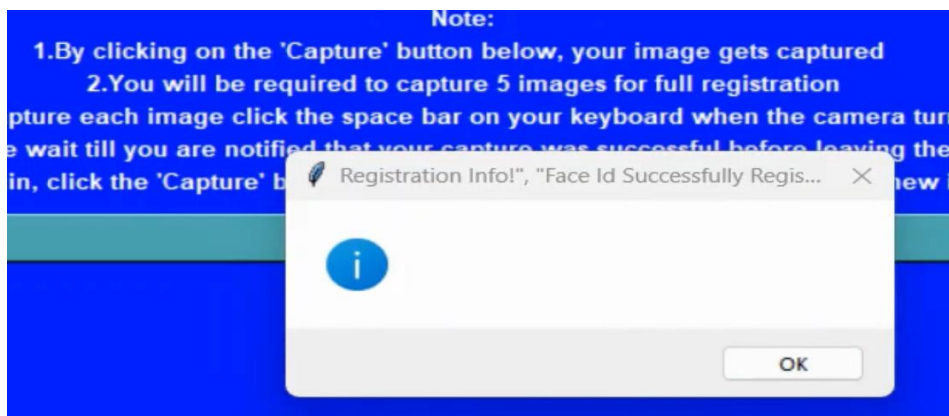 Note:
1.By clicking on the 'Capture' button below, your image gets captured
2.You will be required to capture 5 images for full registration
pture each image click the space bar on your keyboard when the camera tur
e wait till you are notified that your capture was successful before leaving the
in, click the 'Capture' b
new
Registration Info!", "Face Id Successfully Regis...
i
OK